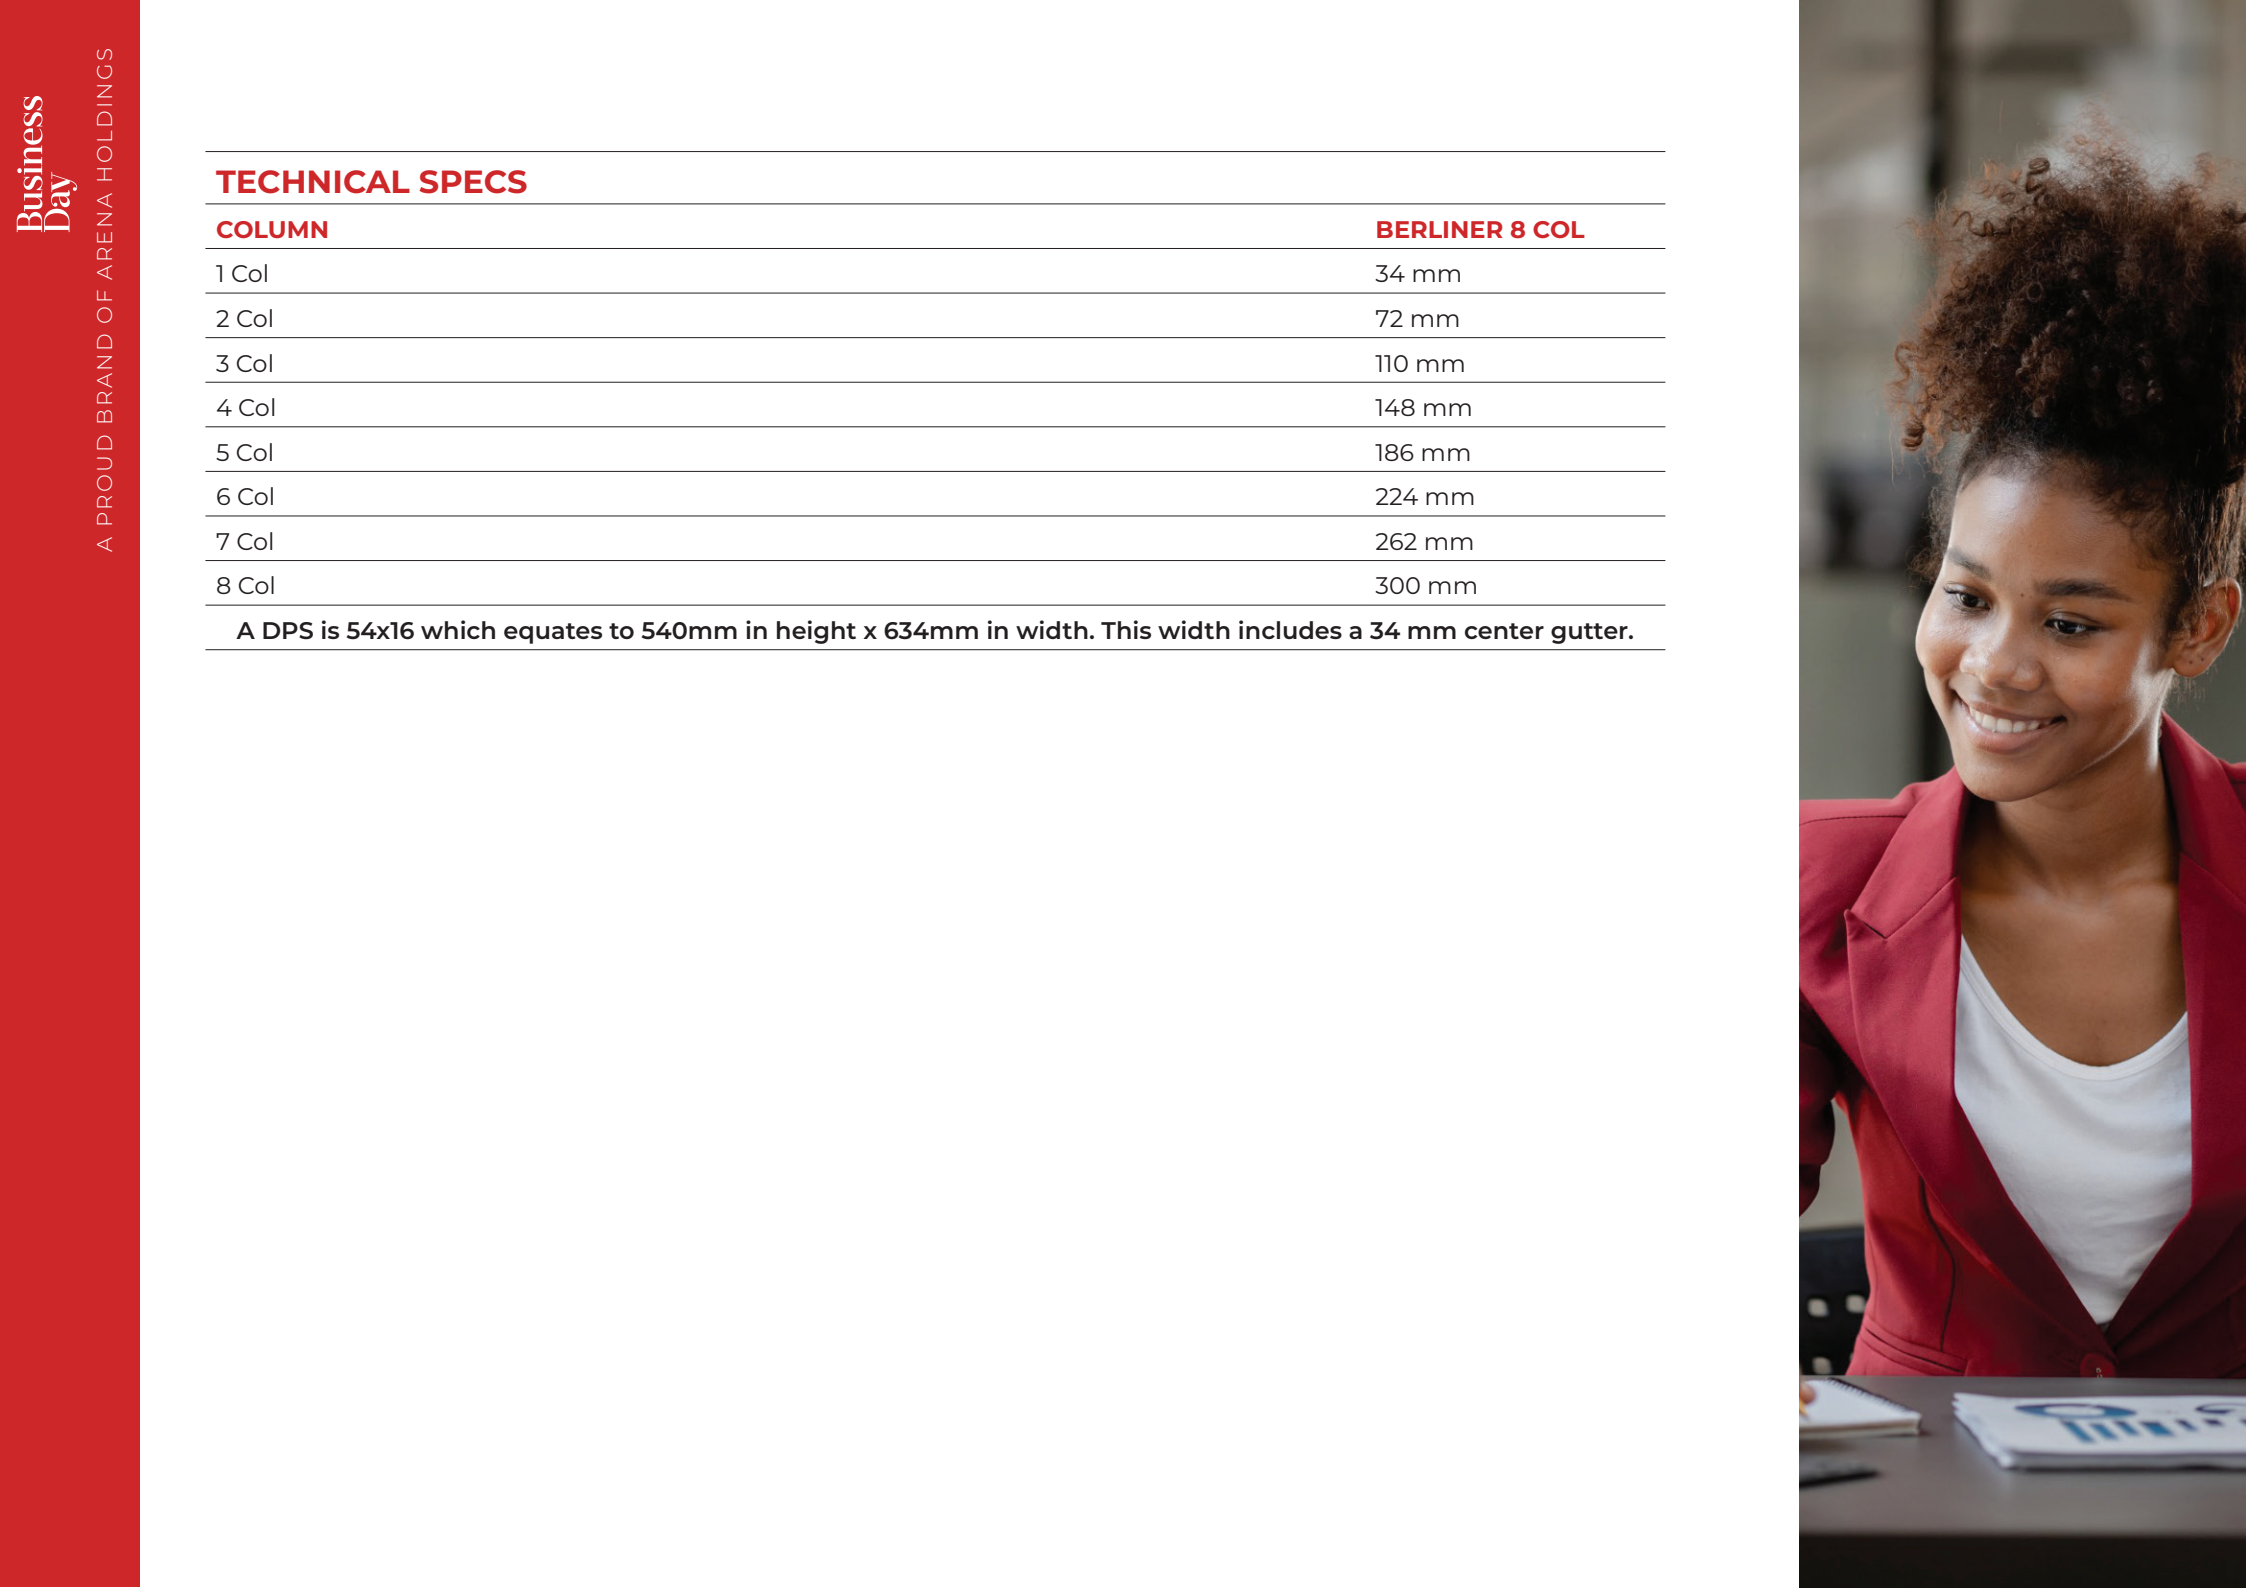 Business
Day
A PROUD BRAND OF ARENA HOLDINGS
TECHNICAL SPECS
COLUMN BERLINER 8 COL
1 Col 34 mm
2 Col 72 mm
3 Col 110 mm
4 Col 148 mm
5 Col 186 mm
6 Col 224 mm
7 Col 262 mm
8 Col 300 mm
A DPS is 54x16 which equates to 540mm in height x 634mm in width. This width includes a 34 mm center gutter.